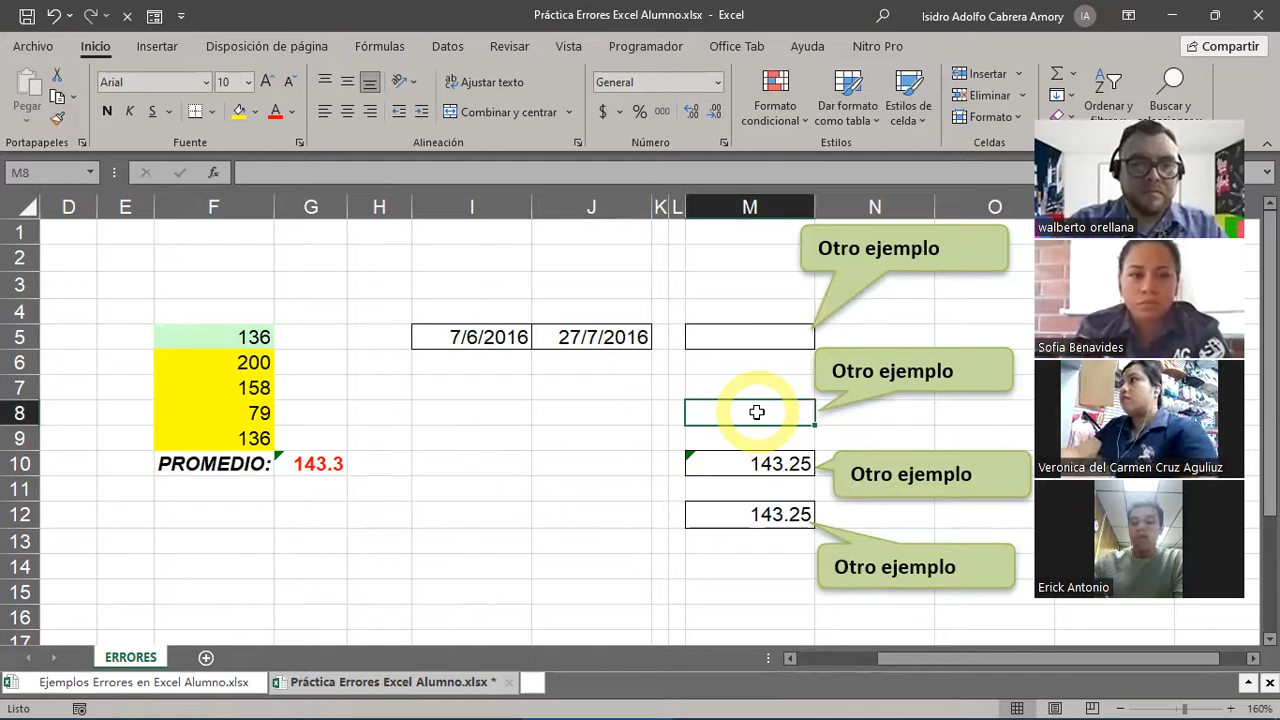 Práctica Errores Excel Alumno.xlsx - Excel
Isidro Adolfo Cabrera Amory IA
Archivo Inicio Insertar Disposición de página Fórmulas Datos Revisar Vista Programador Office Tab Ayuda Nitro Pro Compartir
Pegar
Arial 10
N K S
Ajustar texto
Combinar y centrar
General
$ % 000
Formato condicional
Dar formato como tabla
Estilos de celda
Insertar
Eliminar
Formato
Ordenar y
Buscar y
Portapapeles Fuente Alineación Número Estilos Celdas
M8 fx
D E F G H I J K L M N O
1
2
3
4
5 136 7/6/2016 27/7/2016
6 200
7 158
8 79
9 136
10 PROMEDIO: 143.3 143.25
11
12 143.25
13
14
15
16
17
Otro ejemplo
Otro ejemplo
Otro ejemplo
Otro ejemplo
walberto orellana
Sofía Benavides
Veronica del Carmen Cruz Aguliuz
Erick Antonio
ERRORES
Ejemplos Errores en Excel Alumno.xlsx
Práctica Errores Excel Alumno.xlsx *
Listo
160%